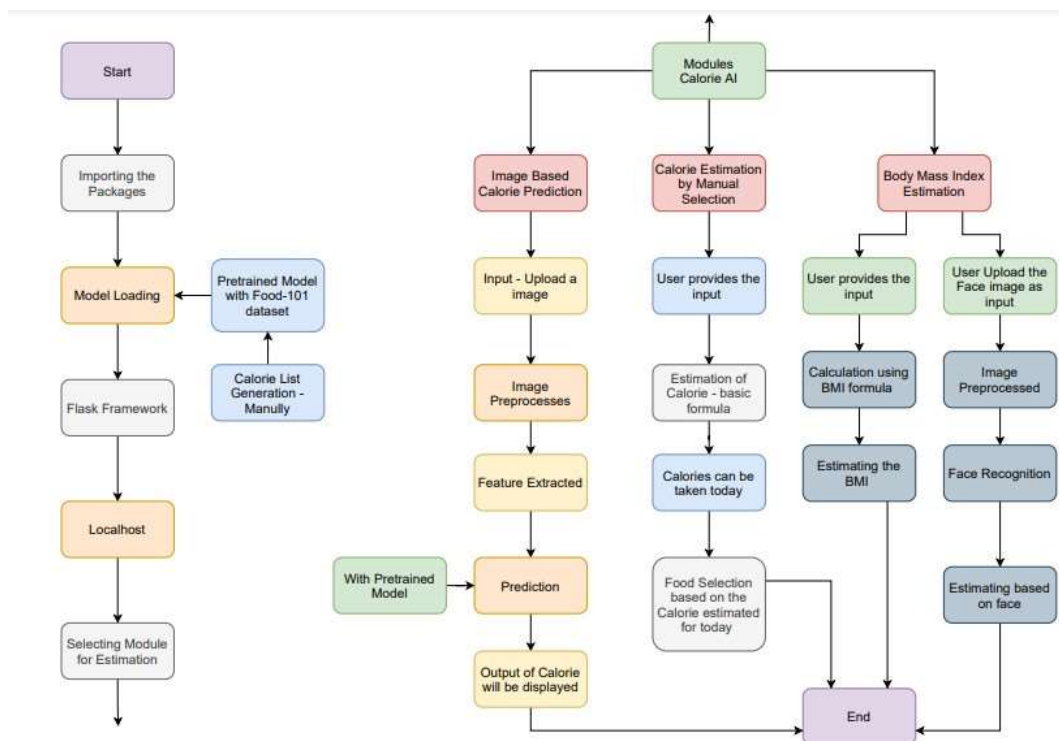 Start
Importing the
Packages
Model Loading
Pretrained Model
with Food-101
dataset
Calorie List
Generation -
Manully
Flask Framework
Localhost
Selecting Module
for Estimation
Modules
Calorie AI
Image Based
Calorie Prediction
Input - Upload a
image
Image
Preprocesses
Feature Extracted
With Pretrained
Model
Prediction
Output of Calorie
will be displayed
Calorie Estimation
by Manual
Selection
User provides the
input
Estimation of
Calorie - basic
formula
Calories can be
taken today
Food Selection
based on the
Calorie estimated
for today
Body Mass Index
Estimation
User provides the
input
Calculation using
BMI formula
Estimating the
BMI
User Upload the
Face image as
input
Image
Preprocessed
Face Recognition
Estimating based
on face
End